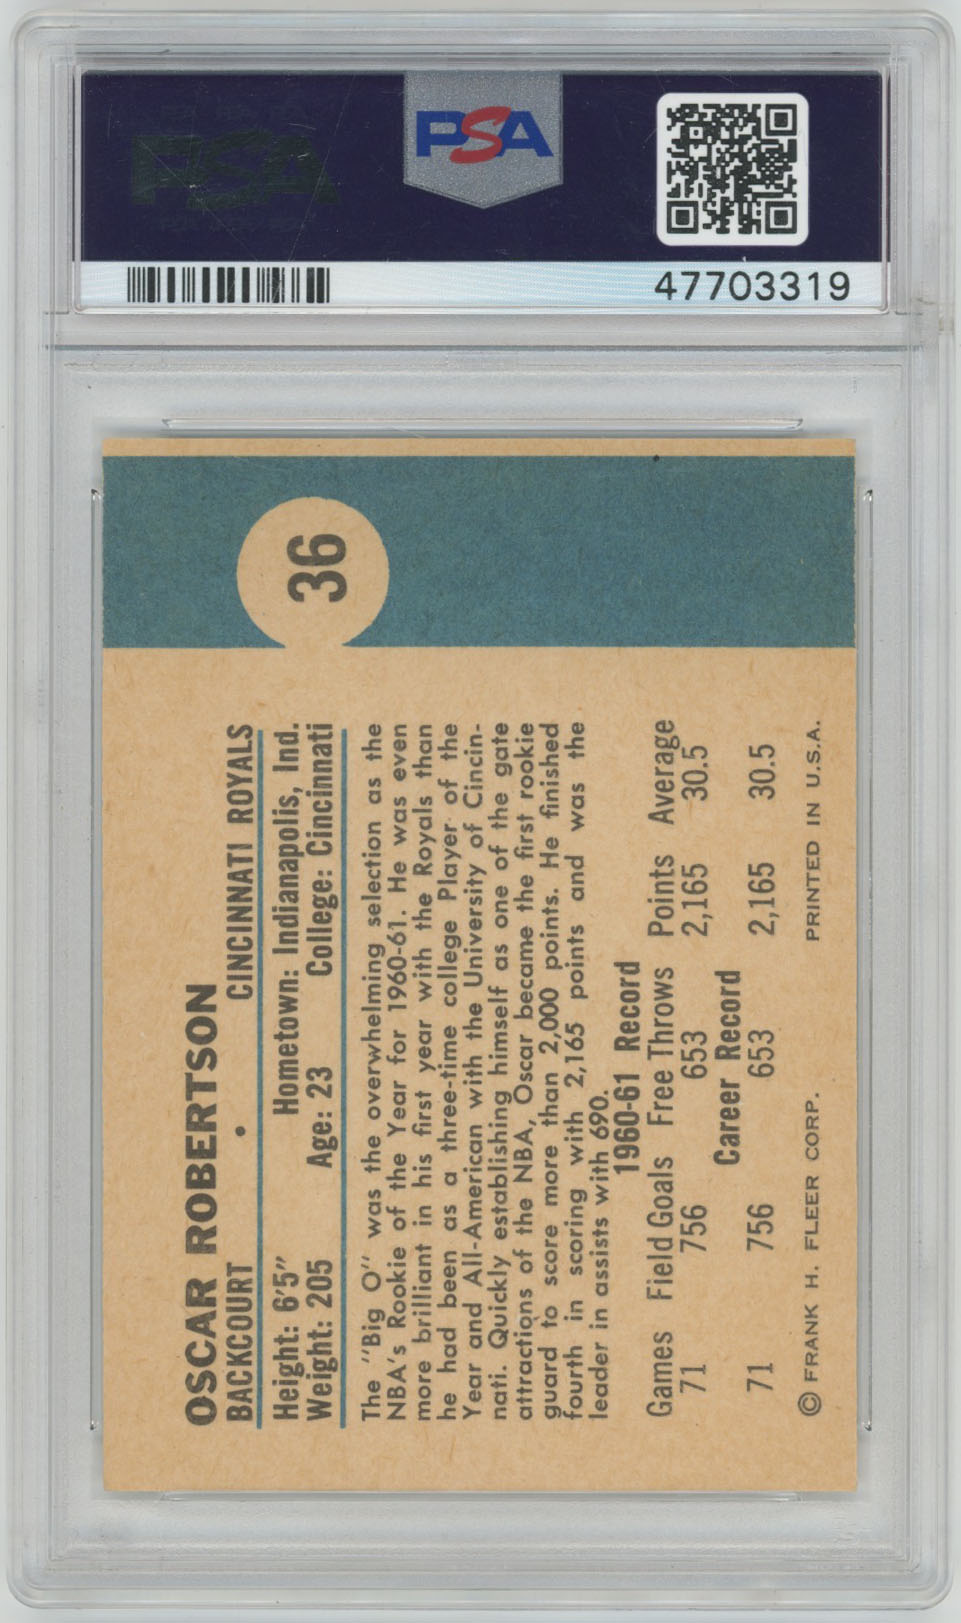 PSA
PSA
47703319
36
OSCAR ROBERTSON
BACKCOURT • CINCINNATI ROYALS
Height: 6'5" Hometown: Indianapolis, Ind.
Weight: 205 Age: 23 College: Cincinnati
The "Big O" was the overwhelming selection as the
NBA's Rookie of the Year for 1960-61. He was even
more brilliant in his first year with the Royals than
he had been as a three-time college Player of the
Year and All-American with the University of Cincin-
nati. Quickly establishing himself as one of the gate
attractions of the NBA, Oscar became the first rookie
guard to score more than 2,000 points. He finished
fourth in scoring with 2,165 points and was the
leader in assists with 690.
1960-61 Record
Games Field Goals Free Throws Points Average
71 756 653 2,165 30.5
Career Record
71 756 653 2,165 30.5
© FRANK H. FLEER CORP. PRINTED IN U.S.A.